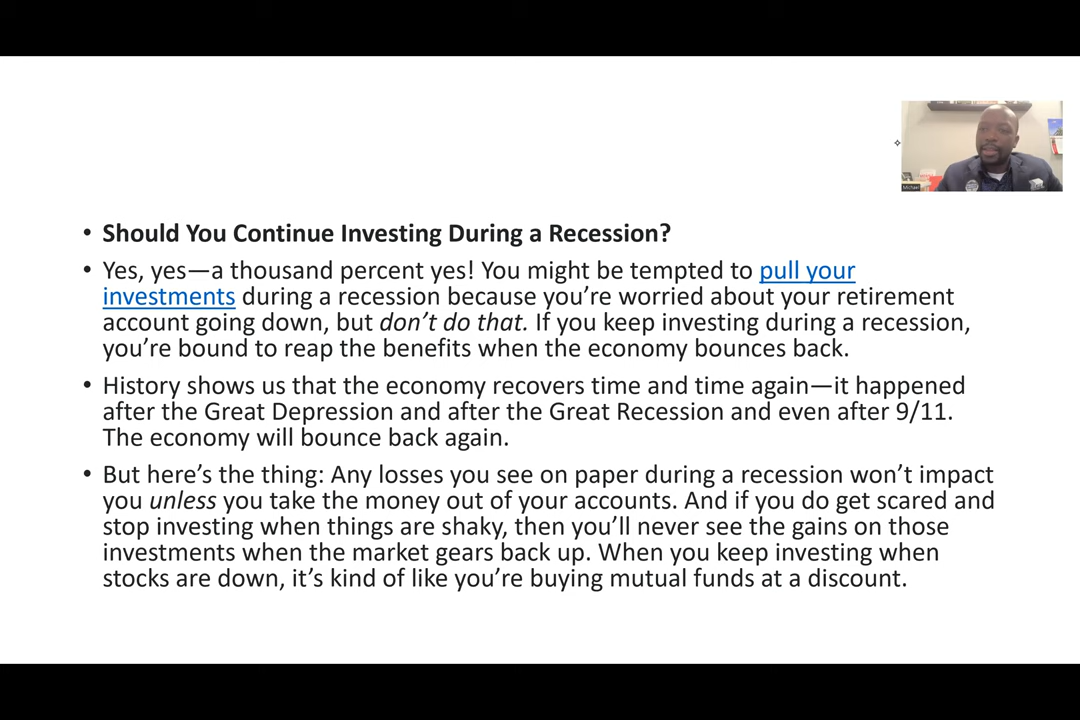 Michael
• Should You Continue Investing During a Recession?
• Yes, yes—a thousand percent yes! You might be tempted to pull your
investments during a recession because you’re worried about your retirement
account going down, but don’t do that. If you keep investing during a recession,
you’re bound to reap the benefits when the economy bounces back.
• History shows us that the economy recovers time and time again—it happened
after the Great Depression and after the Great Recession and even after 9/11.
The economy will bounce back again.
• But here’s the thing: Any losses you see on paper during a recession won’t impact
you unless you take the money out of your accounts. And if you do get scared and
stop investing when things are shaky, then you’ll never see the gains on those
investments when the market gears back up. When you keep investing when
stocks are down, it’s kind of like you’re buying mutual funds at a discount.